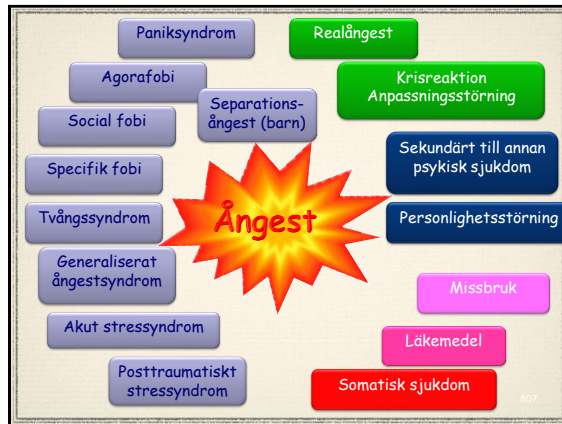 Paniksyndrom
Realångest
Agorafobi
Krisreaktion
Anpassningsstörning
Separations-
ångest (barn)
Social fobi
Sekundärt till annan
psykisk sjukdom
Specifik fobi
Ångest
Tvångssyndrom
Personlighetsstörning
Generaliserat
ångestsyndrom
Missbruk
Akut stressyndrom
Läkemedel
Posttraumatiskt
stressyndrom
Somatisk sjukdom
807